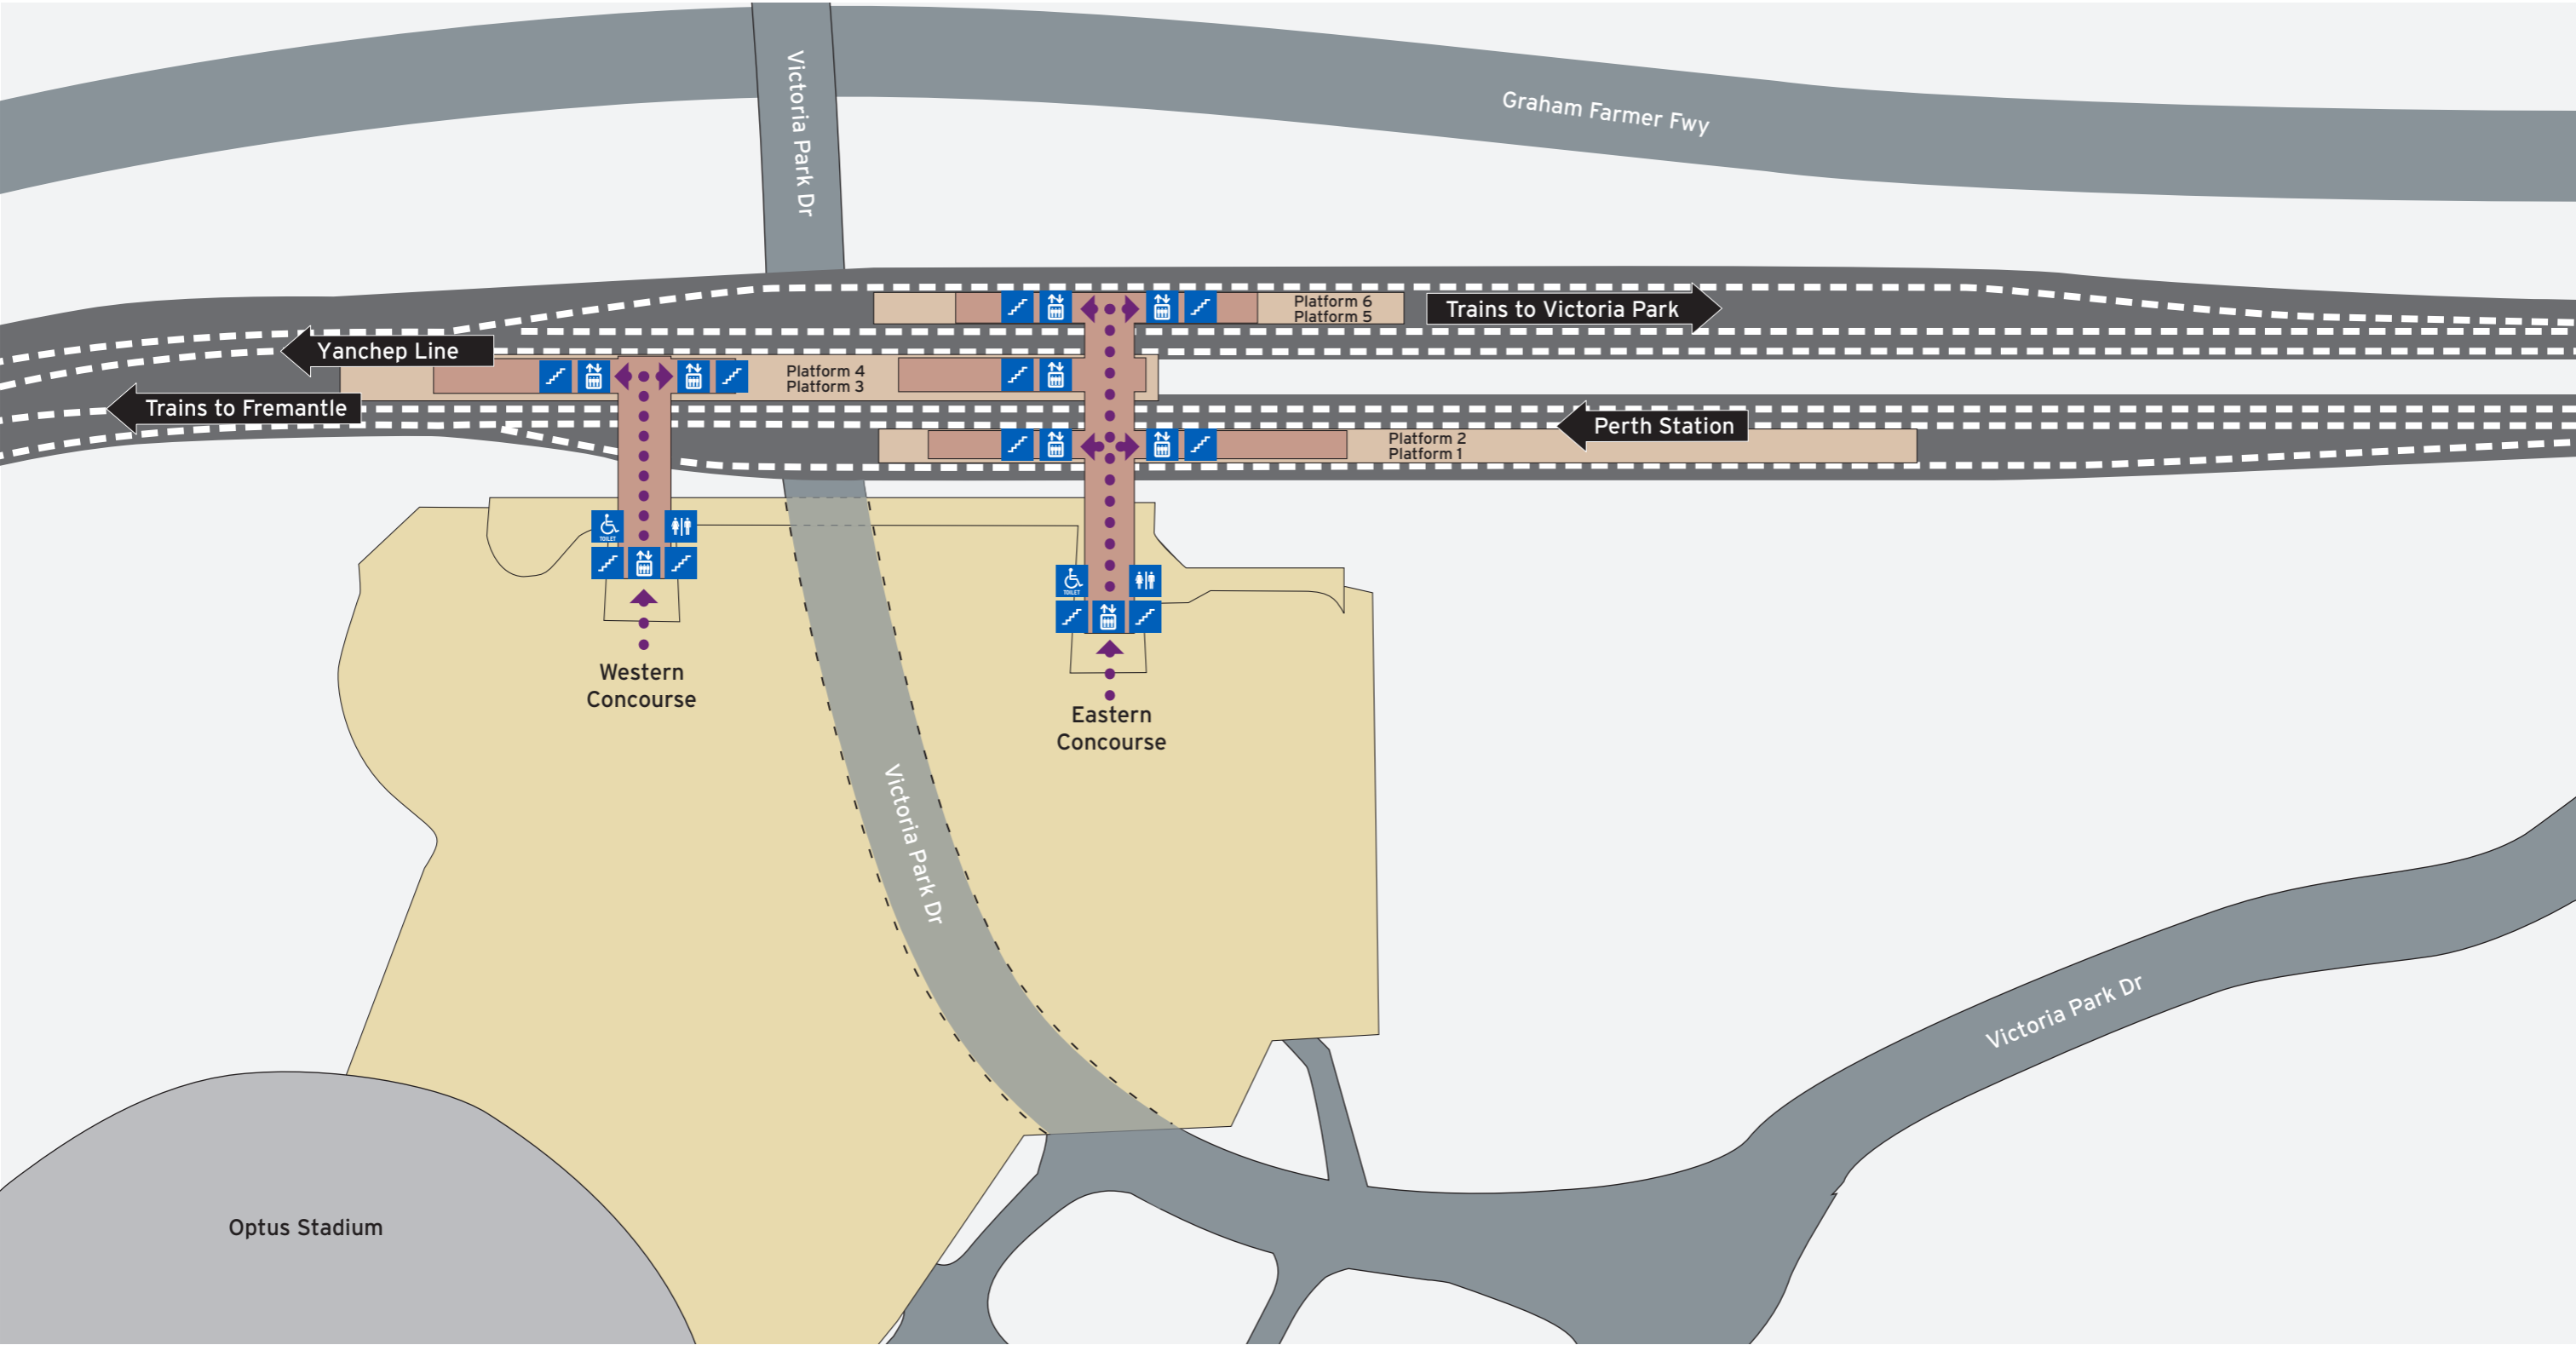 Victoria Park Dr
Graham Farmer Fwy
Platform 6
Platform 5
Trains to Victoria Park
Yanchep Line
Platform 4
Platform 3
Trains to Fremantle
Perth Station
Platform 2
Platform 1
TOILET
TOILET
Western
Concourse
Eastern
Concourse
Victoria Park Dr
Victoria Park Dr
Optus Stadium